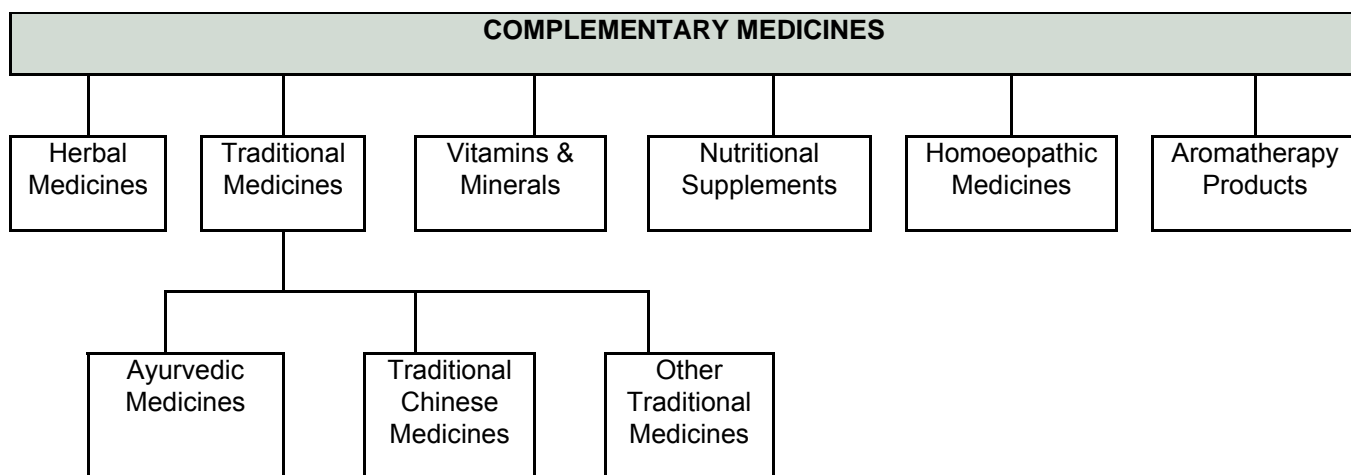 COMPLEMENTARY MEDICINES
Herbal
Medicines
Traditional
Medicines
Vitamins &
Minerals
Nutritional
Supplements
Homoeopathic
Medicines
Aromatherapy
Products
Ayurvedic
Medicines
Traditional
Chinese
Medicines
Other
Traditional
Medicines